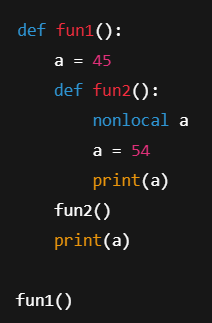 def fun1():
    a = 45
    def fun2():
        nonlocal a
        a = 54
        print(a)
    fun2()
    print(a)

fun1()